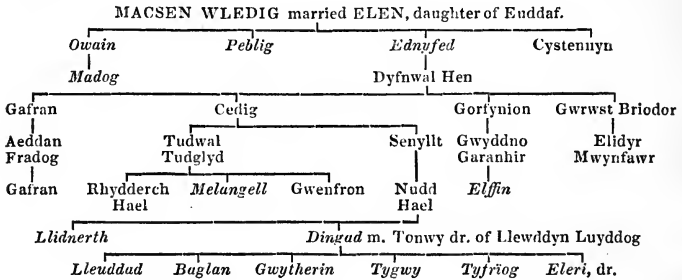 MACSEN WLEDIG married ELEN, daughter of Euddaf.
Owain Peblig Ednyfed Cystennyn
Madog Dyfnwal Hen
Gafran Cedig Gorfynion Gwrwst Briodor
Aeddan Tudwal Senyllt Gwyddno Elidyr
Fradog Tudglyd Garanhir Mwynfawr
Gafran Rhydderch Melangell Gwenfron Nudd Elffin
Hael Hael
Llidnerth Dingad m. Tonwy dr. of Llewddyn Luyddog
Lleuddad Baglan Gwytherin Tygwy Tyfrïog Eleri, dr.